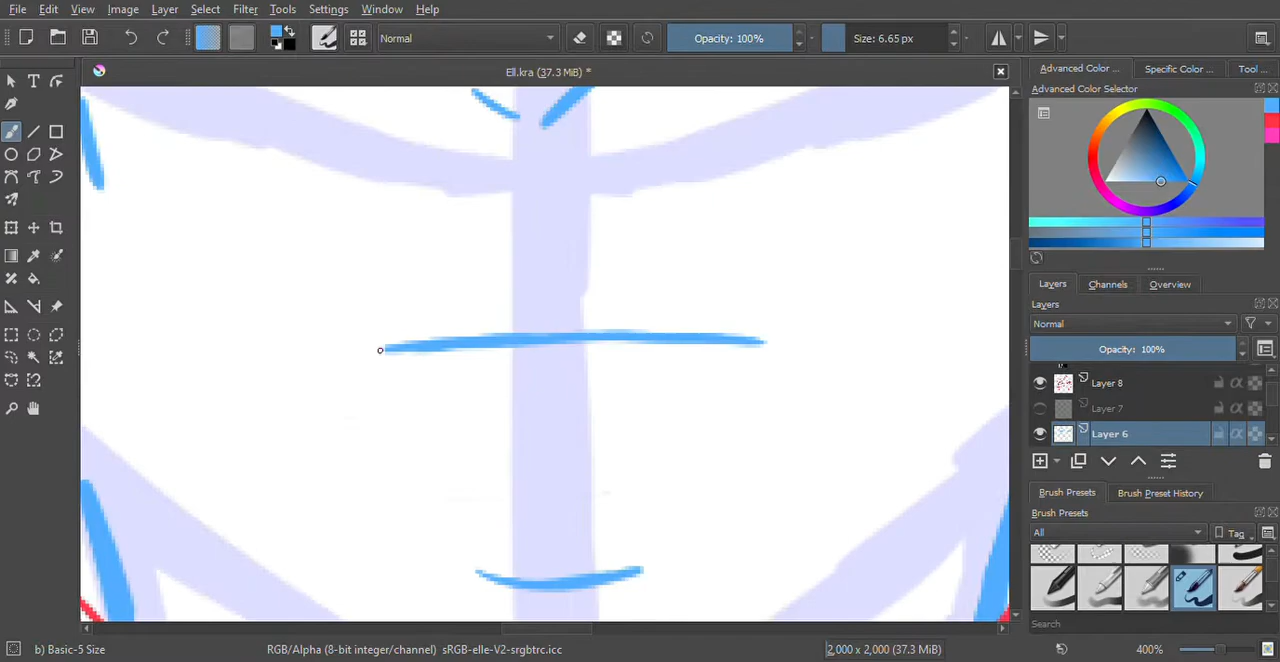 File Edit View Image Layer Select Filter Tools Settings Window Help
Normal Opacity: 100% Size: 6.65 px
Ell.kra (37.3 MiB) * Advanced Color ... Specific Color ... Tool ...
Advanced Color Selector
Layers Channels Overview
Layers
Normal
Opacity: 100%
Layer 8
Layer 7
Layer 6
Brush Presets Brush Preset History
Brush Presets
All Tag
Search
b) Basic-5 Size RGB/Alpha (8-bit integer/channel) sRGB-elle-V2-srgbtrc.icc 2,000 x 2,000 (37.3 MiB) 400%